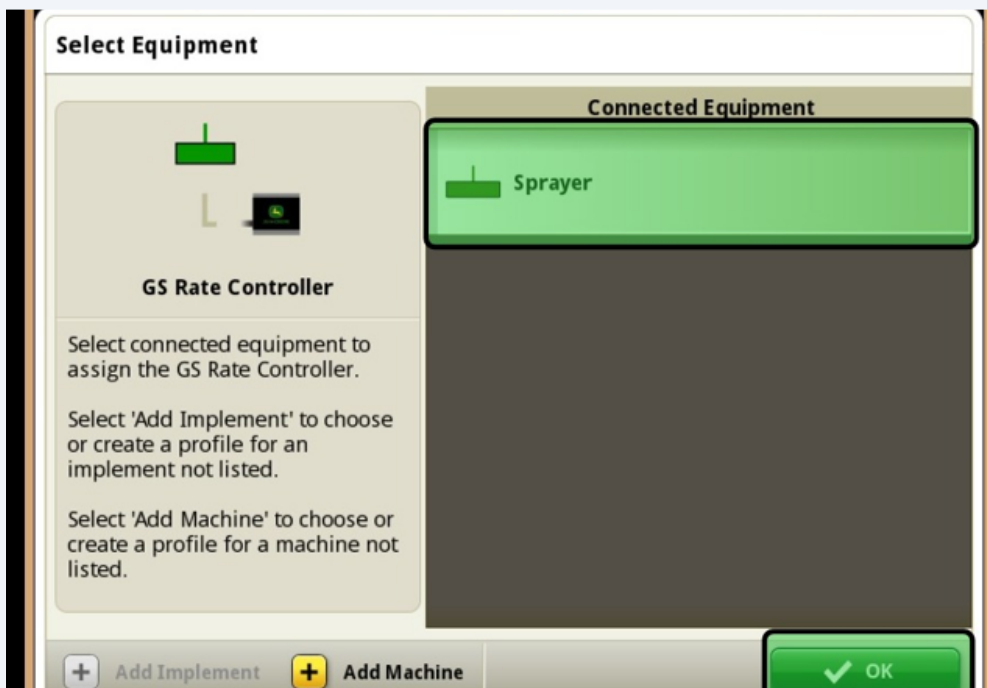 Select Equipment
Connected Equipment
Sprayer
GS Rate Controller
Select connected equipment to
assign the GS Rate Controller.
Select 'Add Implement' to choose
or create a profile for an
implement not listed.
Select 'Add Machine' to choose or
create a profile for a machine not
listed.
Add Implement
Add Machine
OK